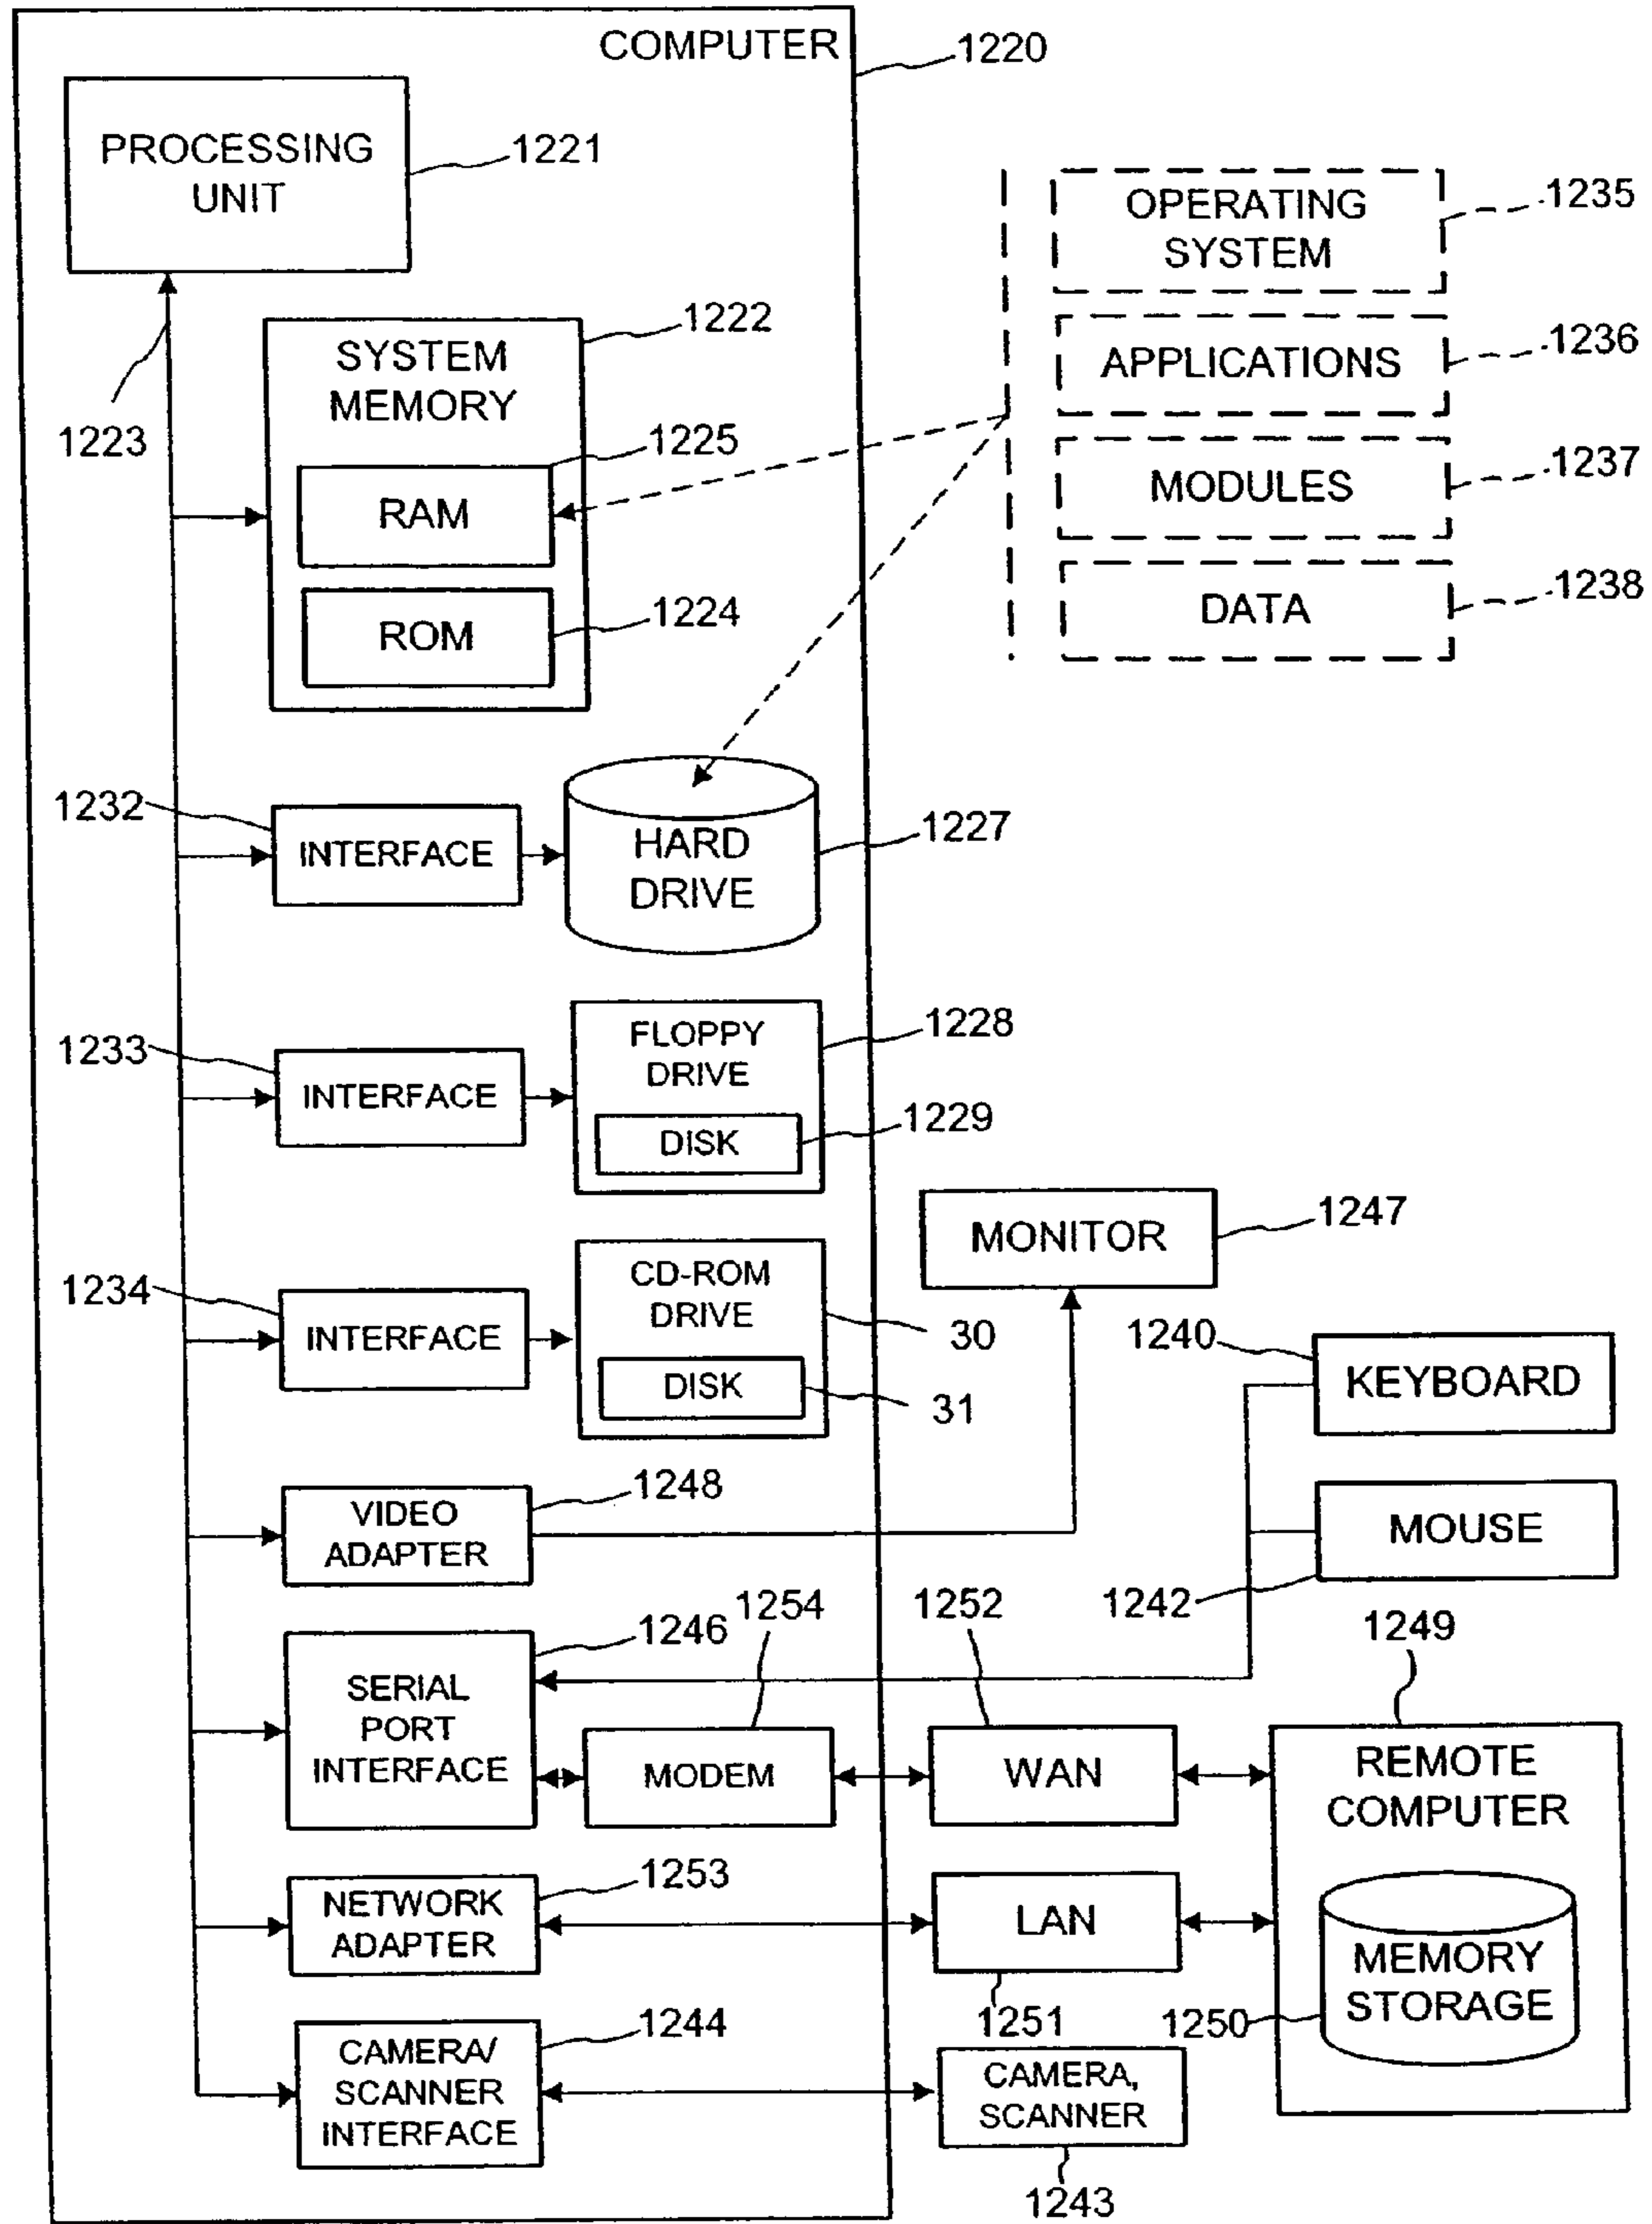 COMPUTER
1220
PROCESSING
UNIT
1221
OPERATING
SYSTEM
1235
1223
SYSTEM
MEMORY
1222
APPLICATIONS
1236
RAM
1225
MODULES
1237
ROM
1224
DATA
1238
1232
INTERFACE
HARD
DRIVE
1227
1233
INTERFACE
FLOPPY
DRIVE
1228
DISK
1229
MONITOR
1247
1234
INTERFACE
CD-ROM
DRIVE
30
DISK
31
1240
KEYBOARD
VIDEO
ADAPTER
1248
MOUSE
1242
SERIAL
PORT
INTERFACE
1246
1254
MODEM
1252
WAN
1249
REMOTE
COMPUTER
NETWORK
ADAPTER
1253
LAN
1251
MEMORY
STORAGE
1250
CAMERA/
SCANNER
INTERFACE
1244
CAMERA,
SCANNER
1243